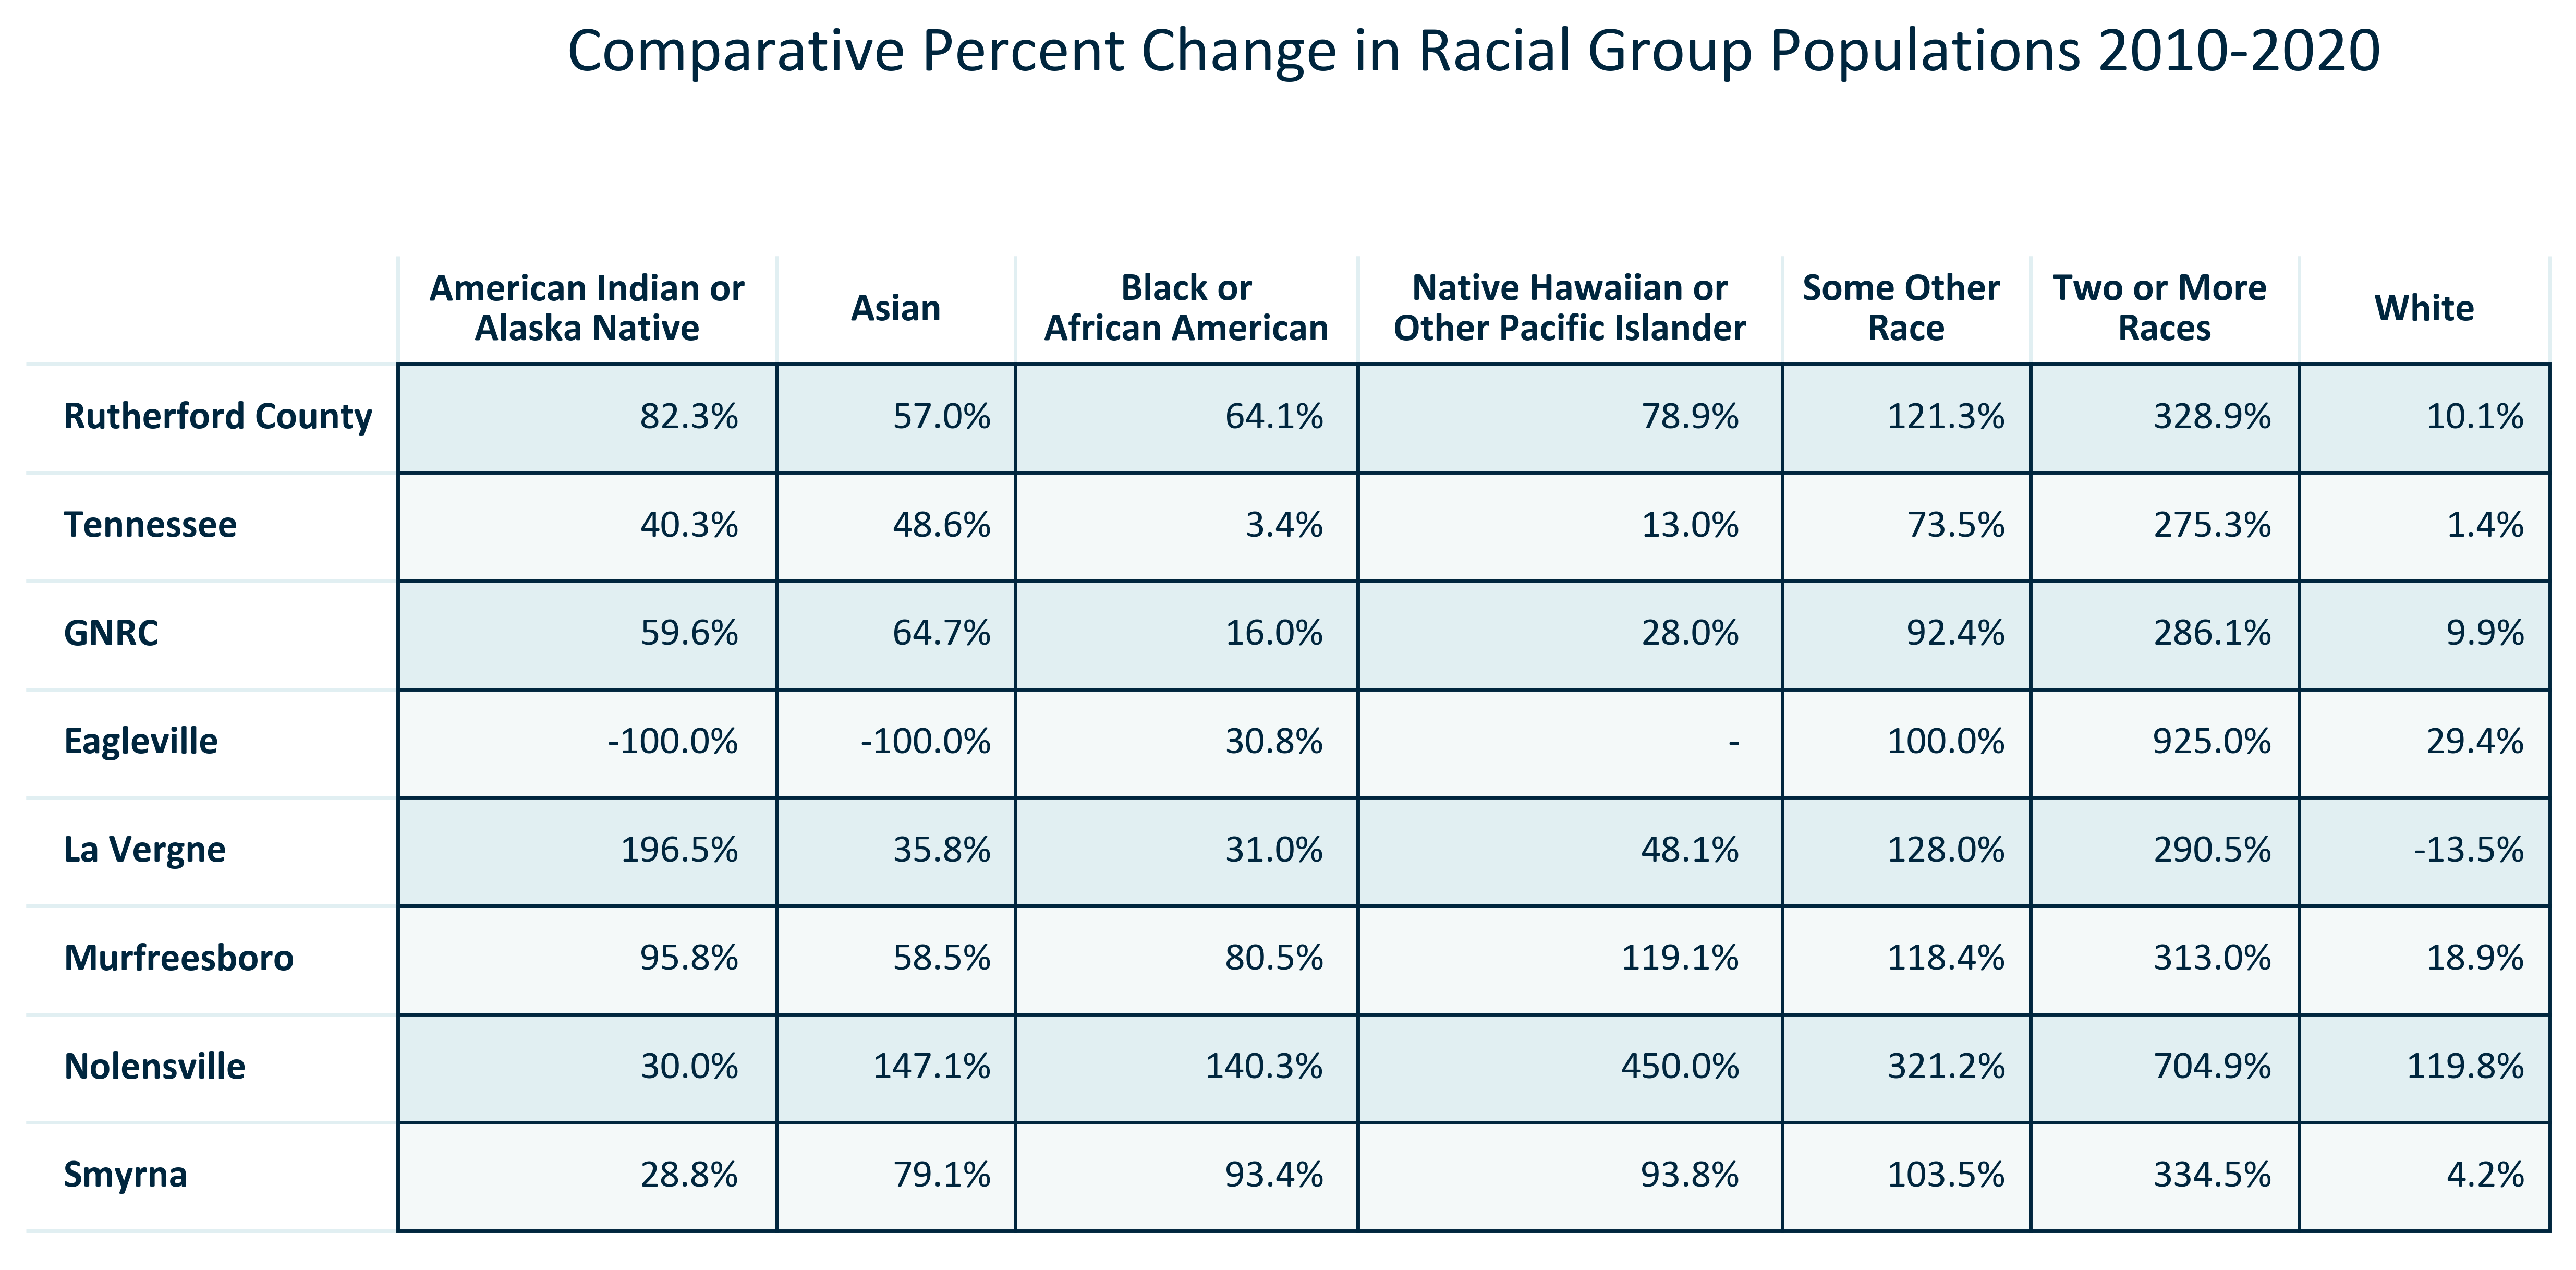 Comparative Percent Change in Racial Group Populations 2010-2020
American Indian or Alaska Native Asian Black or African American Native Hawaiian or Other Pacific Islander Some Other Race Two or More Races White
Rutherford County 82.3% 57.0% 64.1% 78.9% 121.3% 328.9% 10.1%
Tennessee 40.3% 48.6% 3.4% 13.0% 73.5% 275.3% 1.4%
GNRC 59.6% 64.7% 16.0% 28.0% 92.4% 286.1% 9.9%
Eagleville -100.0% -100.0% 30.8% - 100.0% 925.0% 29.4%
La Vergne 196.5% 35.8% 31.0% 48.1% 128.0% 290.5% -13.5%
Murfreesboro 95.8% 58.5% 80.5% 119.1% 118.4% 313.0% 18.9%
Nolensville 30.0% 147.1% 140.3% 450.0% 321.2% 704.9% 119.8%
Smyrna 28.8% 79.1% 93.4% 93.8% 103.5% 334.5% 4.2%